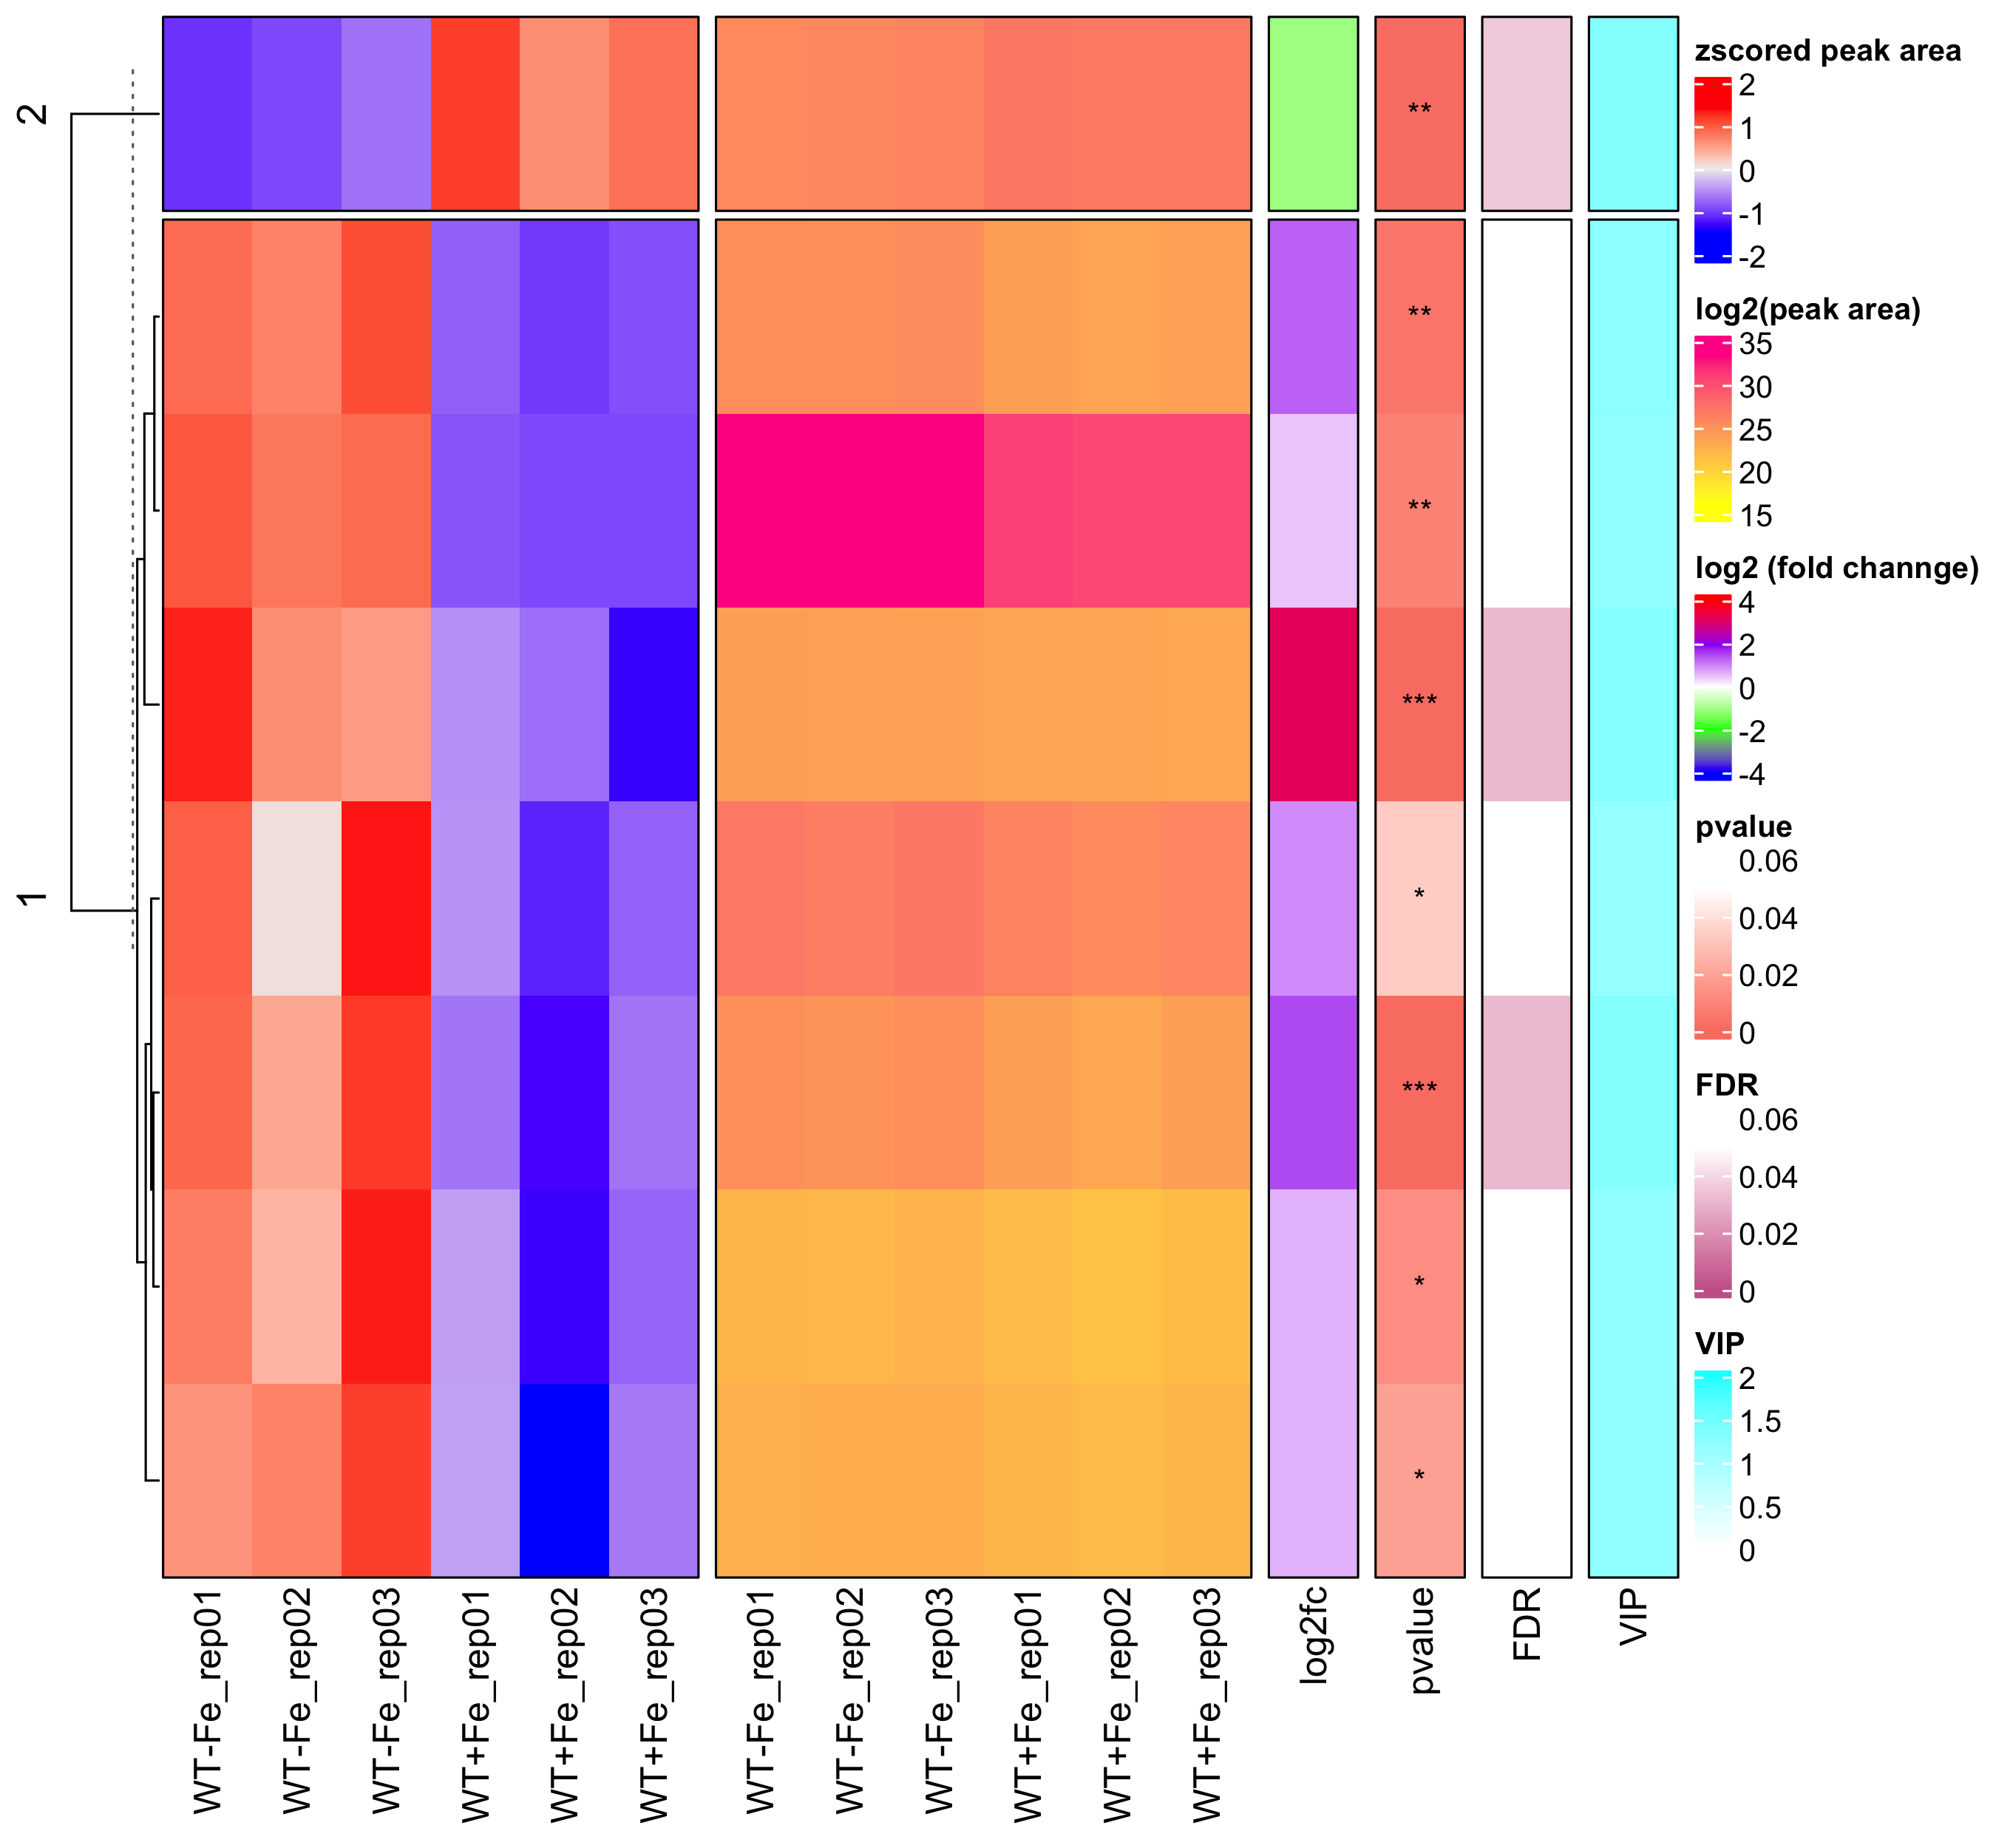 2
1
**
**
**
***
*
***
*
*
WT-Fe_rep01
WT-Fe_rep02
WT-Fe_rep03
WT+Fe_rep01
WT+Fe_rep02
WT+Fe_rep03
WT-Fe_rep01
WT-Fe_rep02
WT-Fe_rep03
WT+Fe_rep01
WT+Fe_rep02
WT+Fe_rep03
log2fc
pvalue
FDR
VIP
zscored peak area
2
1
0
-1
-2
log2(peak area)
35
30
25
20
15
log2 (fold channge)
4
2
0
-2
-4
pvalue
0.06
0.04
0.02
0
FDR
0.06
0.04
0.02
0
VIP
2
1.5
1
0.5
0